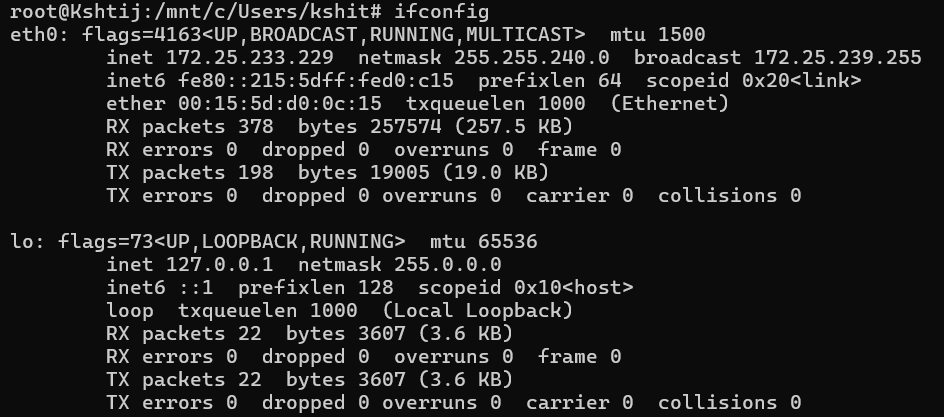 root@Kshtij:/mnt/c/Users/kshit# ifconfig
eth0: flags=4163<UP,BROADCAST,RUNNING,MULTICAST>  mtu 1500
        inet 172.25.233.229  netmask 255.255.240.0  broadcast 172.25.239.255
        inet6 fe80::215:5dff:fed0:c15  prefixlen 64  scopeid 0x20<link>
        ether 00:15:5d:d0:0c:15  txqueuelen 1000  (Ethernet)
        RX packets 378  bytes 257574 (257.5 KB)
        RX errors 0  dropped 0  overruns 0  frame 0
        TX packets 198  bytes 19005 (19.0 KB)
        TX errors 0  dropped 0 overruns 0  carrier 0  collisions 0

lo: flags=73<UP,LOOPBACK,RUNNING>  mtu 65536
        inet 127.0.0.1  netmask 255.0.0.0
        inet6 ::1  prefixlen 128  scopeid 0x10<host>
        loop  txqueuelen 1000  (Local Loopback)
        RX packets 22  bytes 3607 (3.6 KB)
        RX errors 0  dropped 0  overruns 0  frame 0
        TX packets 22  bytes 3607 (3.6 KB)
        TX errors 0  dropped 0 overruns 0  carrier 0  collisions 0